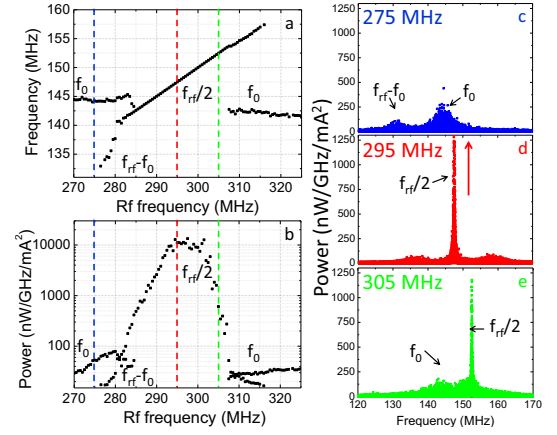 a
160
155
150
145
140
135
131
Frequency (MHz)
f0
frf/2
f0
frf-f0
270 280 290 300 310 320
Rf frequency (MHz)
b
10000
1000
100
Power (nW/GHz/mA2)
f0
frf/2
f0
frf-f0
270 280 290 300 310 320
Rf frequency (MHz)
275 MHz
c
1250
1000
750
500
250
0
frf-f0
f0
295 MHz
d
1250
1000
750
500
250
0
frf/2
305 MHz
e
1250
1000
750
500
250
0
frf/2
f0
Power (nW/GHz/mA2)
120 130 140 150 160 170
Frequency (MHz)